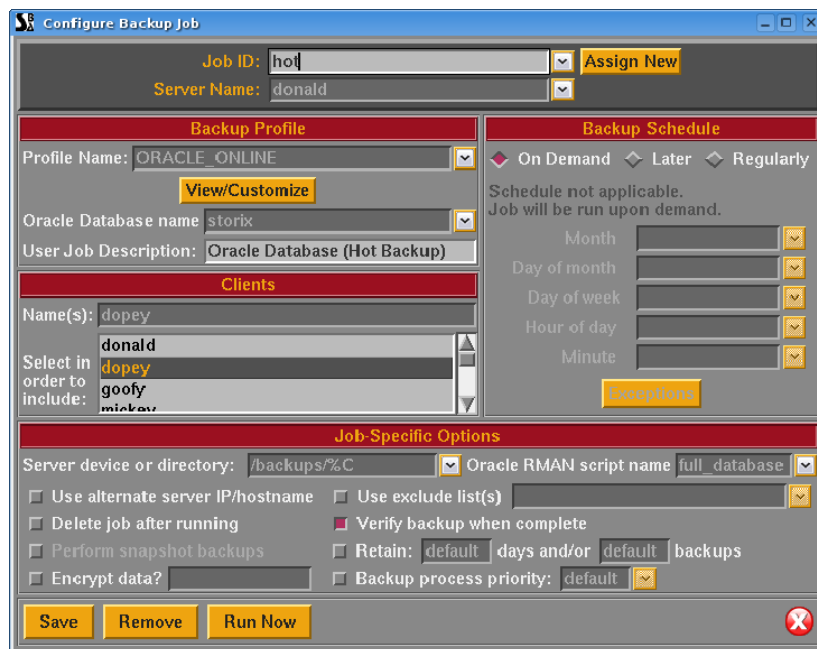 SBA Configure Backup Job
Job ID: hot Assign New
Server Name: donald
Backup Profile
Profile Name: ORACLE_ONLINE
View/Customize
Oracle Database name storix
User Job Description: Oracle Database (Hot Backup)
Clients
Name(s): dopey
Select in order to include:
donald
dopey
goofy
mickey
Backup Schedule
On Demand Later Regularly
Schedule not applicable.
Job will be run upon demand.
Month
Day of month
Day of week
Hour of day
Minute
Exceptions
Job-Specific Options
Server device or directory: /backups/%C Oracle RMAN script name full_database
Use alternate server IP/hostname Use exclude list(s)
Delete job after running Verify backup when complete
Perform snapshot backups Retain: default days and/or default backups
Encrypt data? Backup process priority: default
Save Remove Run Now